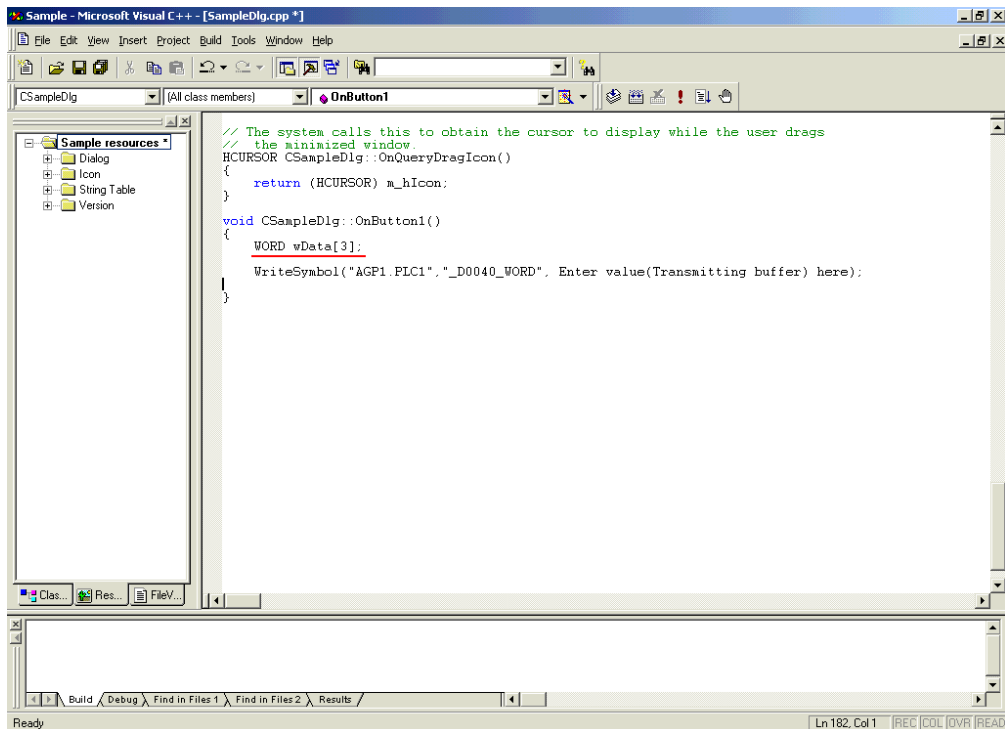 Sample - Microsoft Visual C++ - [SampleDlg.cpp *]
File Edit View Insert Project Build Tools Window Help
CSampleDlg (All class members) OnButton1
Sample resources *
Dialog
Icon
String Table
Version
// The system calls this to obtain the cursor to display while the user drags
//  the minimized window.
HCURSOR CSampleDlg::OnQueryDragIcon()
{
return (HCURSOR) m_hIcon;
}
void CSampleDlg::OnButton1()
{
WORD wData[3];
WriteSymbol("AGP1.PLC1","_D0040_WORD", Enter value(Transmitting buffer) here);
}
Clas... Res... FileV...
Build Debug Find in Files 1 Find in Files 2 Results
Ready Ln 182, Col 1 REC COL OVR READ